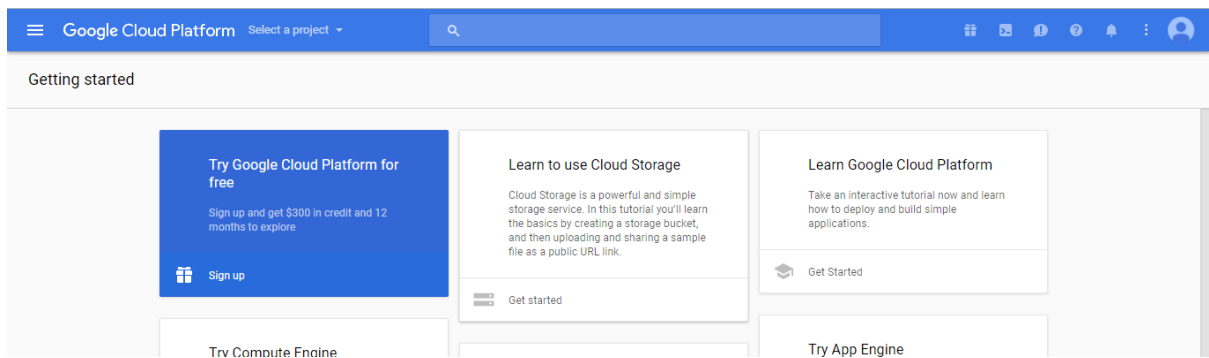 Google Cloud Platform Select a project
Getting started
Try Google Cloud Platform for
free
Sign up and get $300 in credit and 12
months to explore
Sign up
Learn to use Cloud Storage
Cloud Storage is a powerful and simple
storage service. In this tutorial you'll learn
the basics by creating a storage bucket,
and then uploading and sharing a sample
file as a public URL link.
Get started
Learn Google Cloud Platform
Take an interactive tutorial now and learn
how to deploy and build simple
applications.
Get Started
Try Compute Engine
Try App Engine